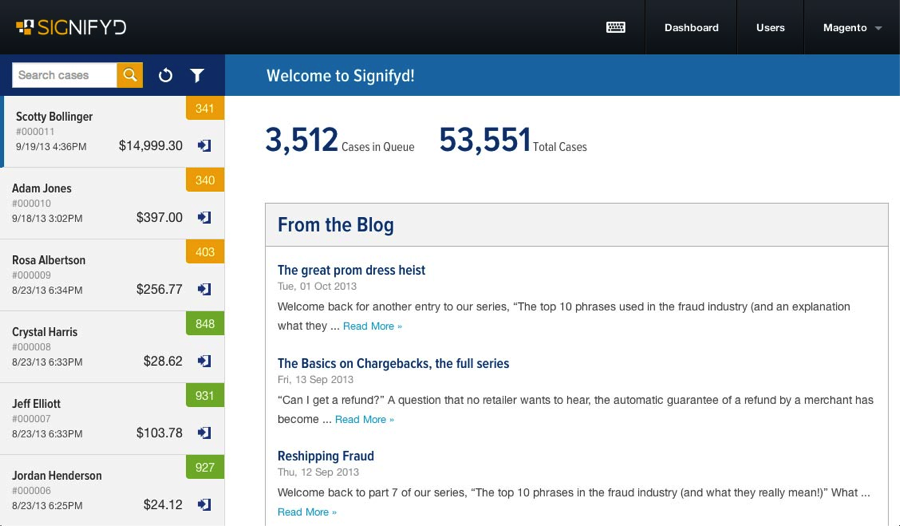 SIGNIFYD
Dashboard
Users
Magento
Search cases
Welcome to Signifyd!
Scotty Bollinger
341
#000011
9/19/13 4:36PM
$14,999.30
Adam Jones
340
#000010
9/18/13 3:02PM
$397.00
Rosa Albertson
403
#000009
8/23/13 6:34PM
$256.77
Crystal Harris
848
#000008
8/23/13 6:33PM
$28.62
Jeff Elliott
931
#000007
8/23/13 6:33PM
$103.78
Jordan Henderson
927
#000006
8/23/13 6:25PM
$24.12
3,512 Cases in Queue
53,551 Total Cases
From the Blog
The great prom dress heist
Tue, 01 Oct 2013
Welcome back for another entry to our series, “The top 10 phrases used in the fraud industry (and an explanation
what they ... Read More »
The Basics on Chargebacks, the full series
Fri, 13 Sep 2013
“Can I get a refund?” A question that no retailer wants to hear, the automatic guarantee of a refund by a merchant has
become ... Read More »
Reshipping Fraud
Thu, 12 Sep 2013
Welcome back to part 7 of our series, “The top 10 phrases in the fraud industry (and what they really mean!)” What ...
Read More »